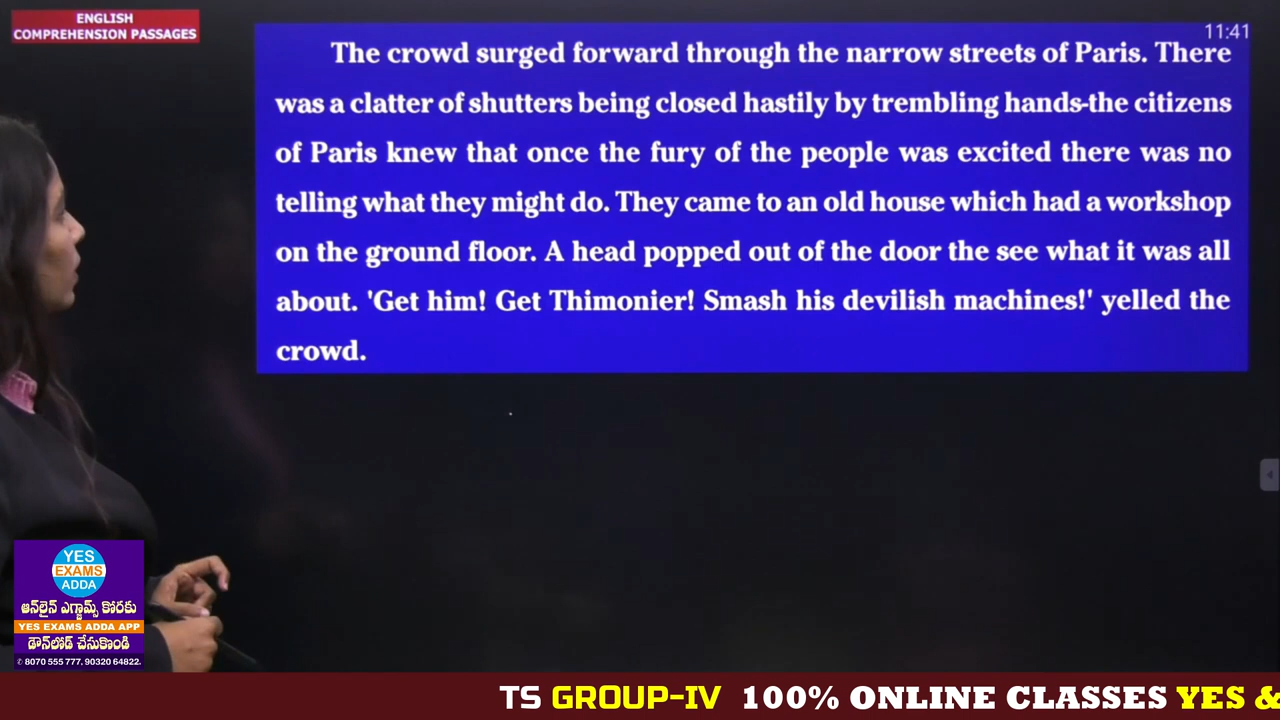 ENGLISH
COMPREHENSION PASSAGES
11:41
The crowd surged forward through the narrow streets of Paris. There
was a clatter of shutters being closed hastily by trembling hands-the citizens
of Paris knew that once the fury of the people was excited there was no
telling what they might do. They came to an old house which had a workshop
on the ground floor. A head popped out of the door the see what it was all
about. 'Get him! Get Thimonier! Smash his devilish machines!' yelled the
crowd.
YES
EXAMS
ADDA
ఆన్‌లైన్ ఎగ్జామ్స్ కొరకు
YES EXAMS ADDA APP
డౌన్‌లోడ్ చేసుకొండి
✆ 8070 555 777, 90320 64822.
TS GROUP-IV 100% ONLINE CLASSES YES &